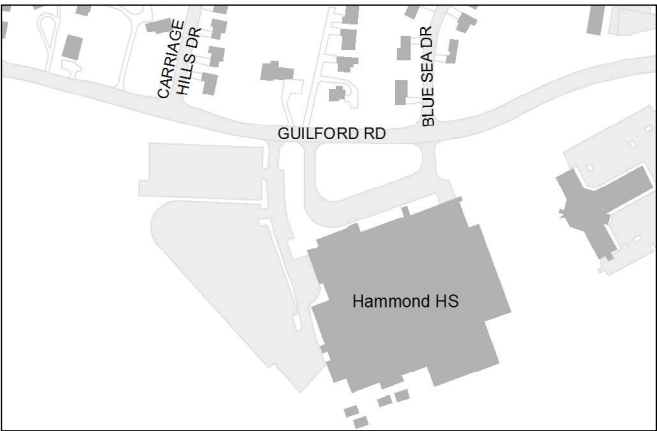 CARRIAGE
HILLS DR
BLUE SEA DR
GUILFORD RD
Hammond HS